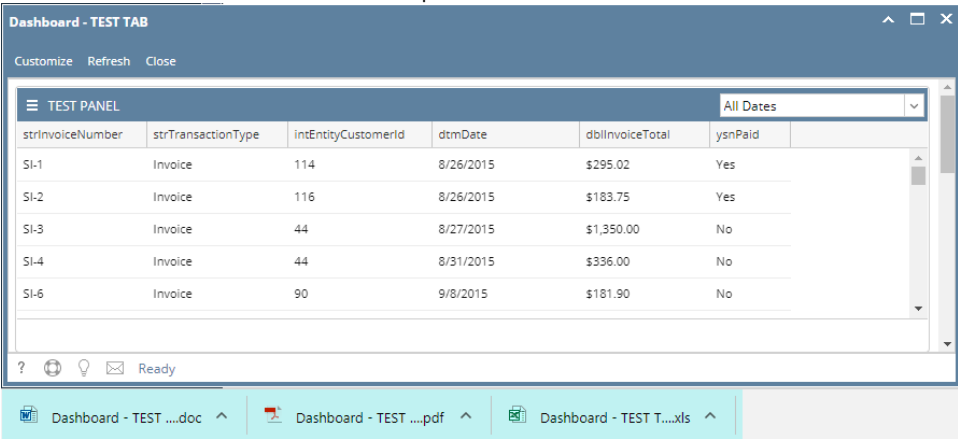 Dashboard - TEST TAB
Customize Refresh Close
TEST PANEL All Dates
strInvoiceNumber strTransactionType intEntityCustomerId dtmDate dblInvoiceTotal ysnPaid
SI-1 Invoice 114 8/26/2015 $295.02 Yes
SI-2 Invoice 116 8/26/2015 $183.75 Yes
SI-3 Invoice 44 8/27/2015 $1,350.00 No
SI-4 Invoice 44 8/31/2015 $336.00 No
SI-6 Invoice 90 9/8/2015 $181.90 No
? Ready
Dashboard - TEST ....doc Dashboard - TEST ....pdf Dashboard - TEST T....xls